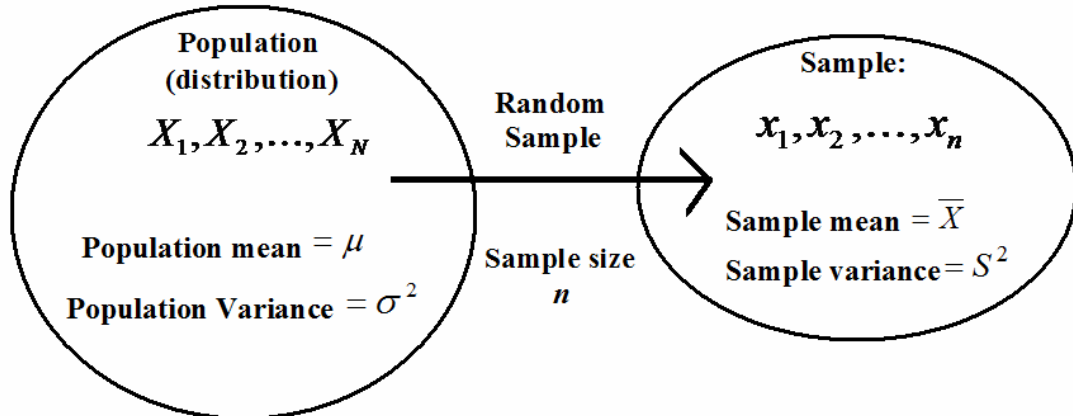 Population
(distribution)
X₁, X₂, ..., X_N
Population mean = μ
Population Variance = σ²
Random
Sample
Sample size
n
Sample:
x₁, x₂, ..., xₙ
Sample mean = X̄
Sample variance = S²